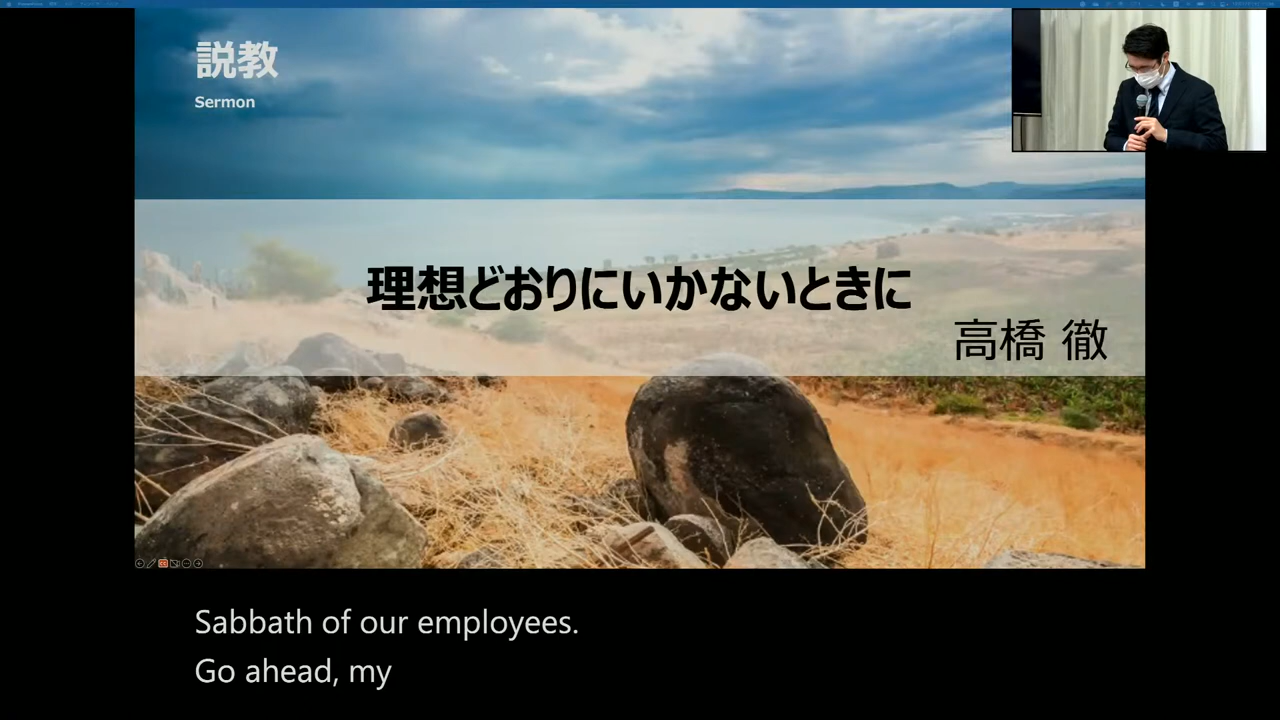 説教
Sermon
理想どおりにいかないときに
高橋 徹
Sabbath of our employees.
Go ahead, my